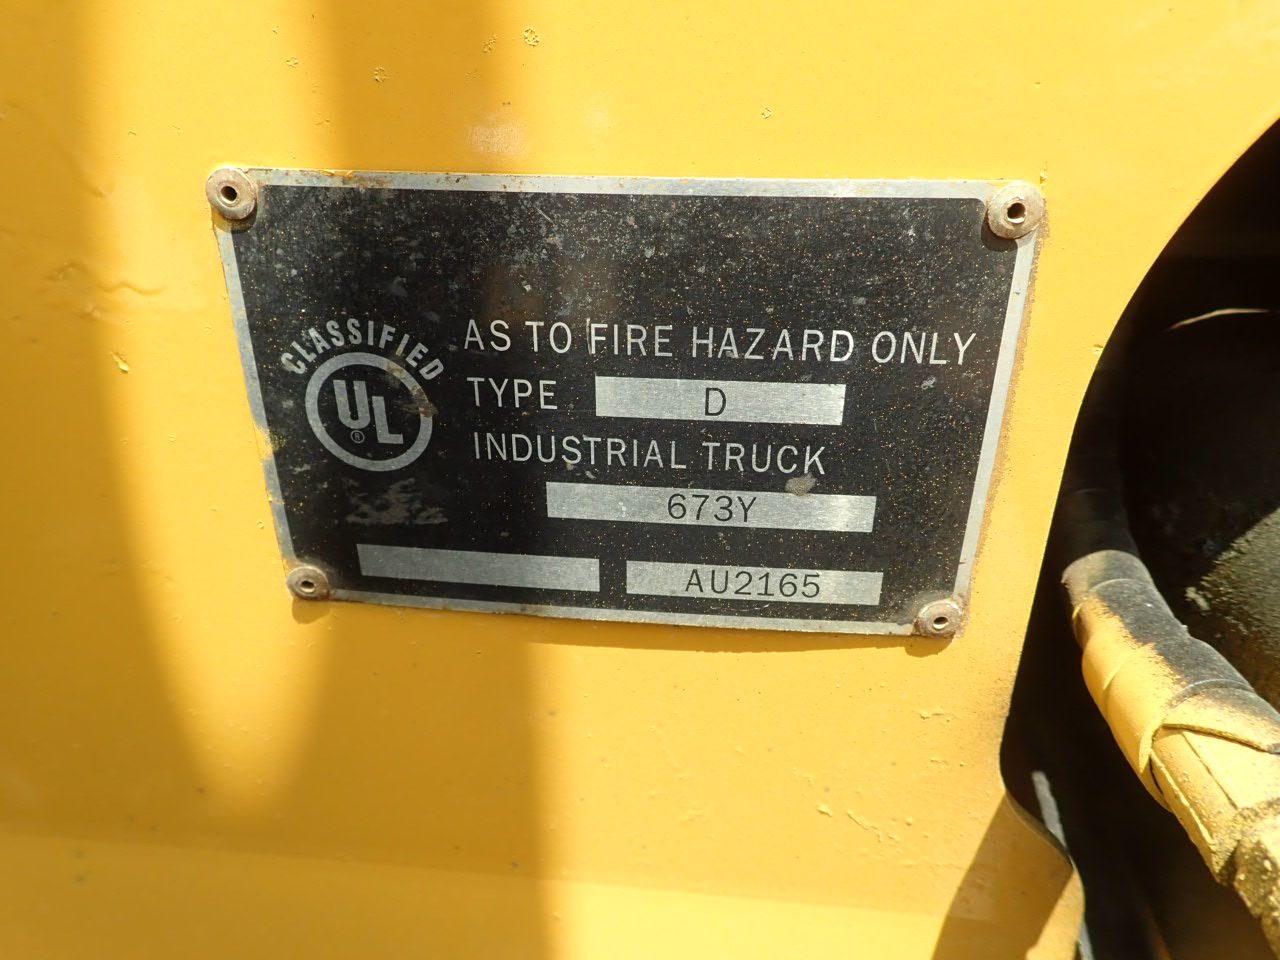 CLASSIFIED
UL
®
AS TO FIRE HAZARD ONLY
TYPE D
INDUSTRIAL TRUCK
673Y
AU2165